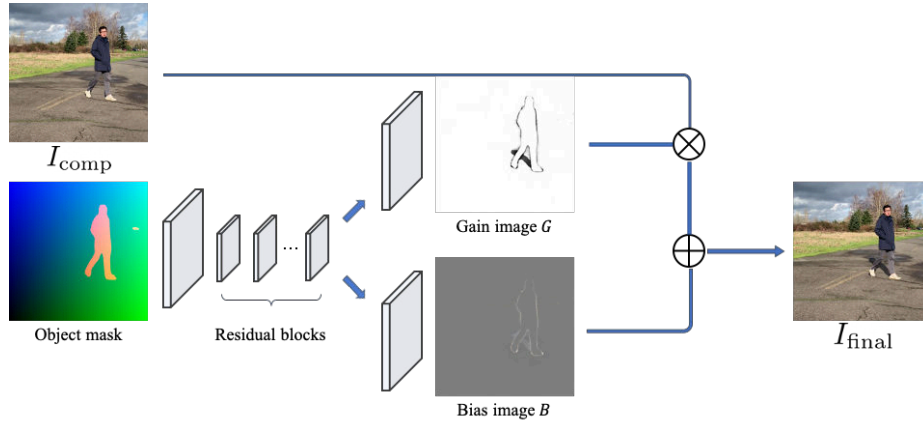 I_comp
Gain image G
...
Object mask
Residual blocks
I_final
Bias image B